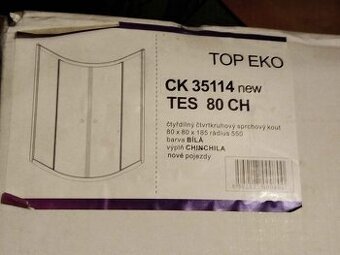 TOP EKO
CK 35114 new
TES 80 CH
čtyřdílný čtvrtkruhový sprchový kout
80 x 80 x 185 rádius 550
barva BÍLÁ
výplň CHINCHILA
nové pojezdy